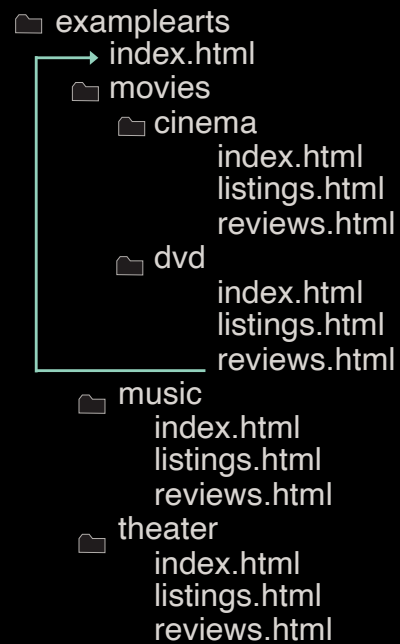 examplearts
index.html
movies
cinema
index.html
listings.html
reviews.html
dvd
index.html
listings.html
reviews.html
music
index.html
listings.html
reviews.html
theater
index.html
listings.html
reviews.html